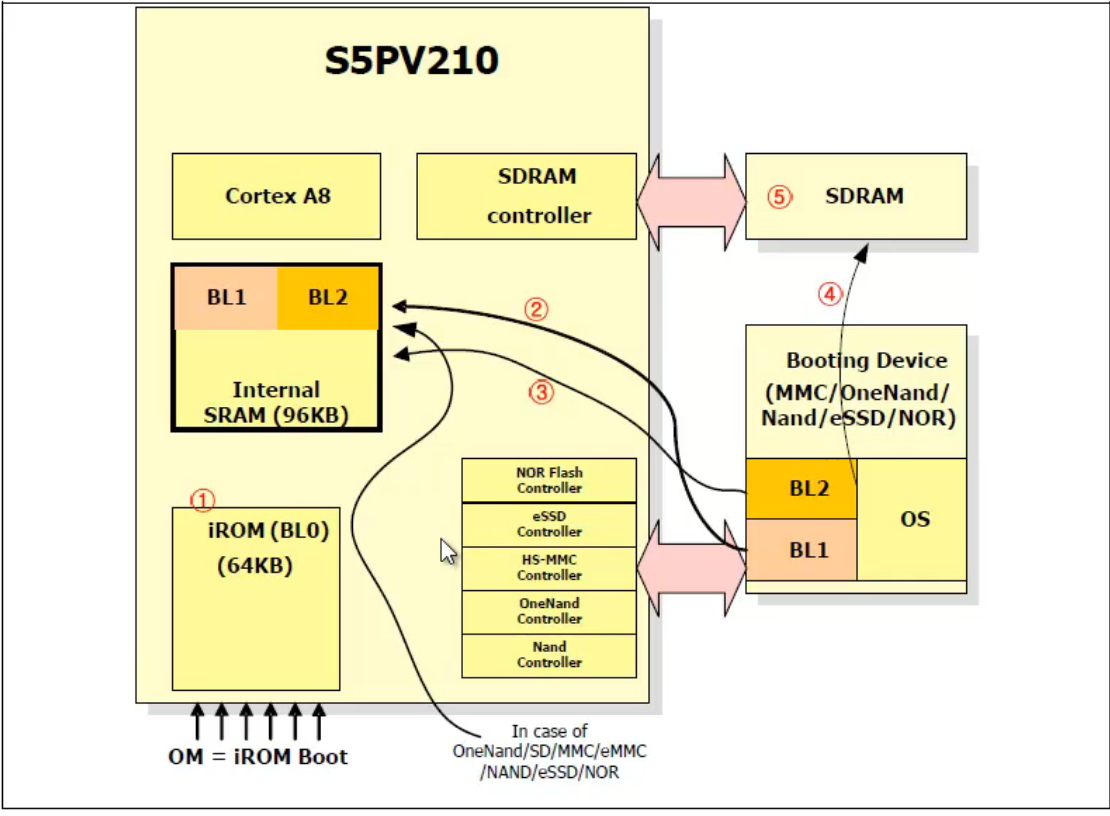 S5PV210
Cortex A8
SDRAM
controller
⑤ SDRAM
BL1 BL2
Internal
SRAM (96KB)
②
③
④
Booting Device
(MMC/OneNand/
Nand/eSSD/NOR)
BL2
BL1
OS
①
iROM (BL0)
(64KB)
NOR Flash
Controller
eSSD
Controller
HS-MMC
Controller
OneNand
Controller
Nand
Controller
OM = iROM Boot
In case of
OneNand/SD/MMC/eMMC
/NAND/eSSD/NOR